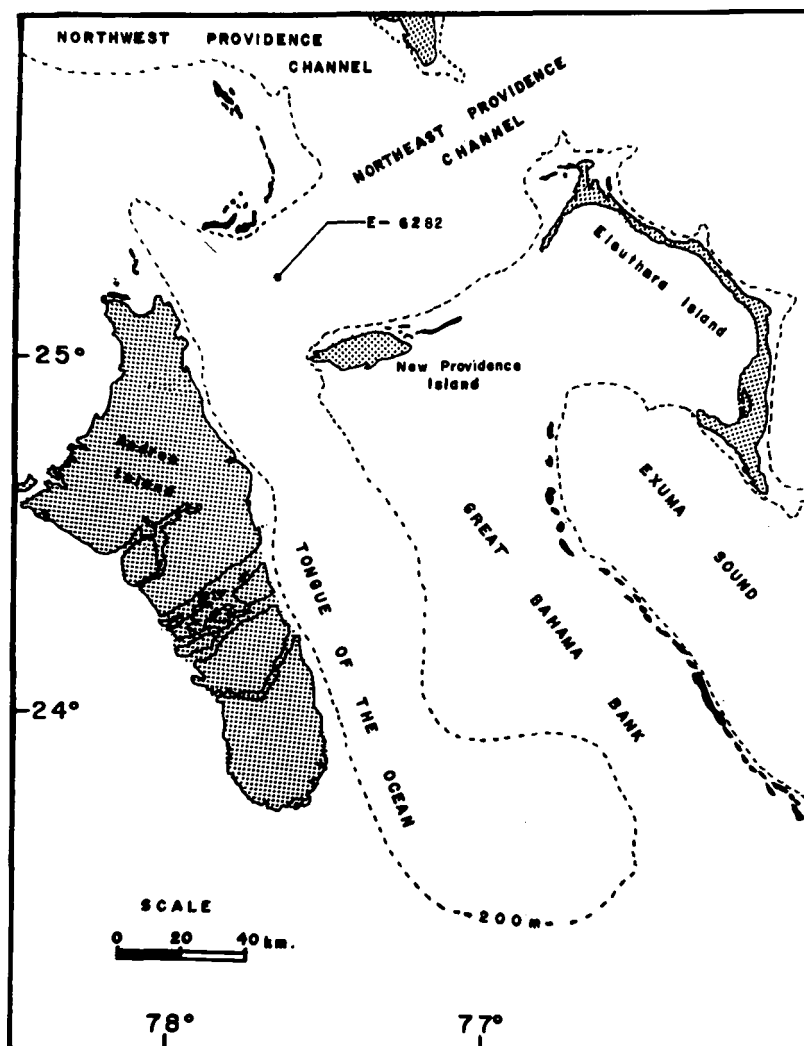 NORTHWEST PROVIDENCE
CHANNEL
NORTHEAST PROVIDENCE
CHANNEL
E- 6282
Eleuthera Island
25°
New Providence
Island
Andros
Island
EXUMA
SOUND
GREAT
BAHAMA
BANK
TONGUE OF THE OCEAN
24°
200m
SCALE
0 20 40 km.
78° 77°